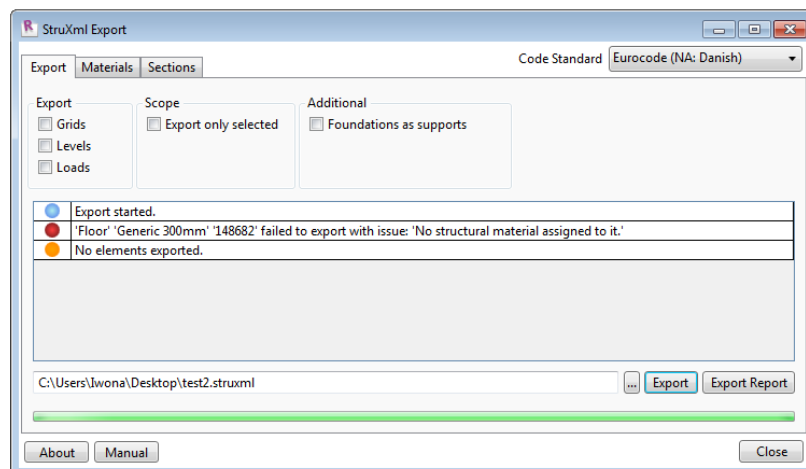 StruXml Export
Code Standard Eurocode (NA: Danish)
Export Materials Sections
Export Scope Additional
Grids Export only selected Foundations as supports
Levels
Loads
Export started.
'Floor' 'Generic 300mm' '148682' failed to export with issue: 'No structural material assigned to it.'
No elements exported.
C:\Users\Iwona\Desktop\test2.struxml ... Export Export Report
About Manual Close